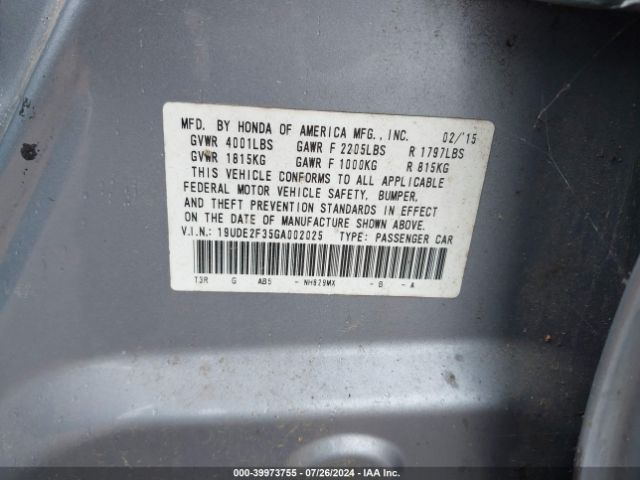 MFD. BY HONDA OF AMERICA MFG., INC. 02/'15
GVWR 4001LBS GAWR F 2205LBS R 1797LBS
GVWR 1815KG GAWR F 1000KG R 815KG
THIS VEHICLE CONFORMS TO ALL APPLICABLE
FEDERAL MOTOR VEHICLE SAFETY, BUMPER,
AND THEFT PREVENTION STANDARDS IN EFFECT
ON THE DATE OF MANUFACTURE SHOWN ABOVE.
V.I.N.: 19UDE2F35GA002025 TYPE: PASSENGER CAR
T3R G AB5 - NH829MX - B - A
000-39973755 - 07/26/2024 - IAA Inc.